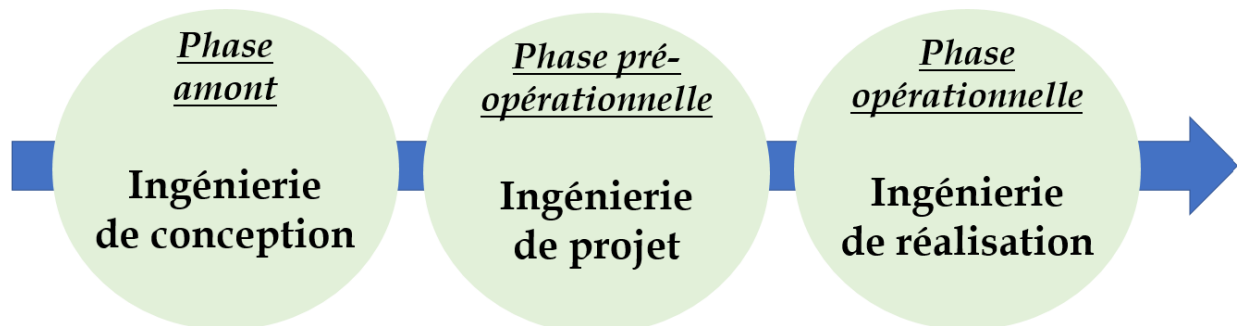 Phase
amont
Ingénierie
de conception
Phase pré-
opérationnelle
Ingénierie
de projet
Phase
opérationnelle
Ingénierie
de réalisation